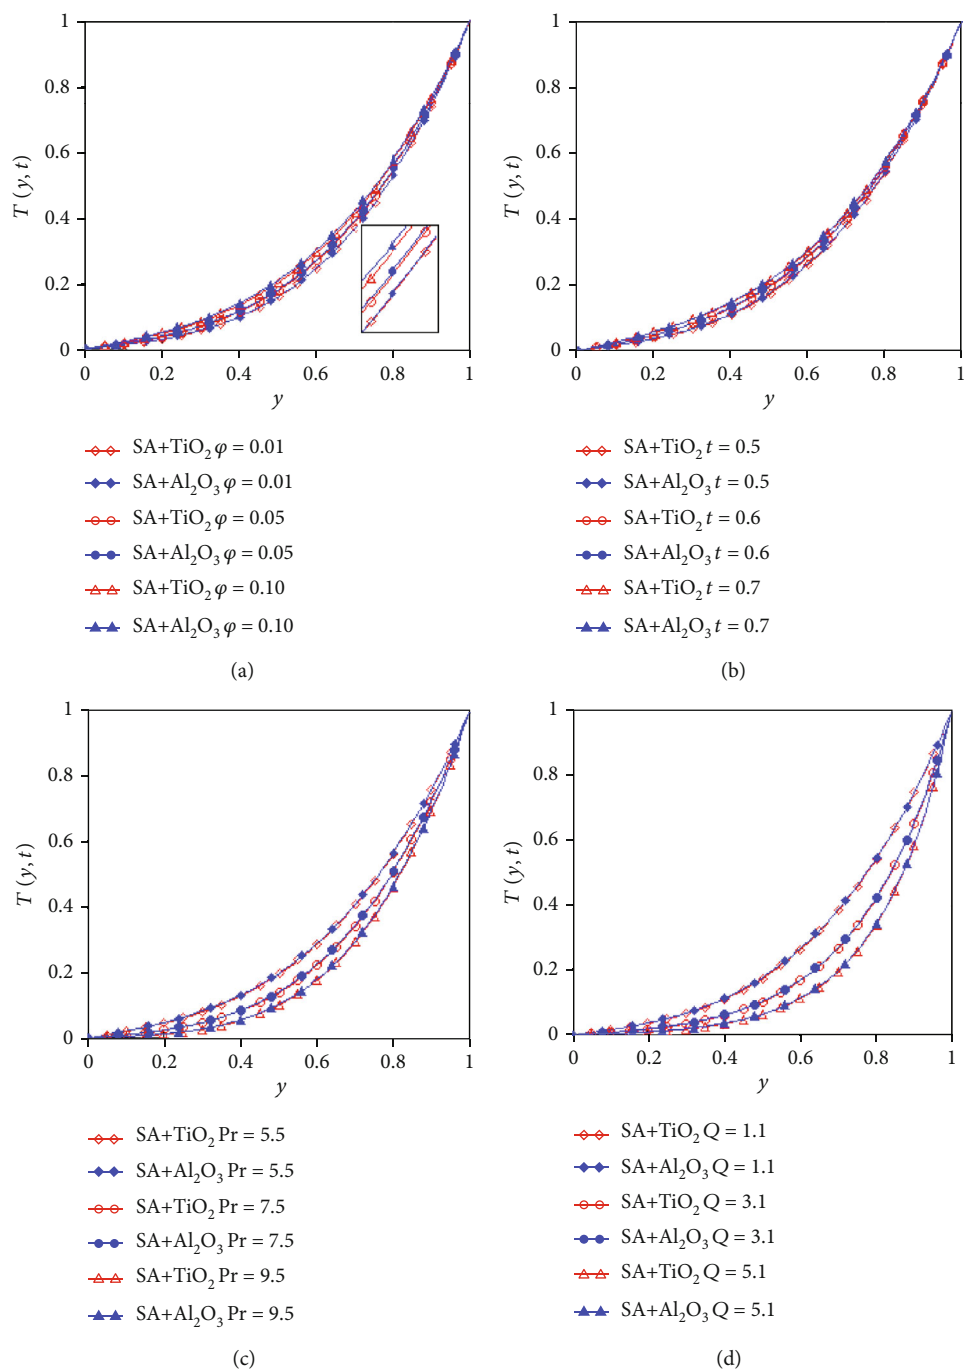 1
0.8
0.6
0.4
0.2
0
T (y, t)
0 0.2 0.4 0.6 0.8 1
y
SA+TiO₂ φ = 0.01
SA+Al₂O₃ φ = 0.01
SA+TiO₂ φ = 0.05
SA+Al₂O₃ φ = 0.05
SA+TiO₂ φ = 0.10
SA+Al₂O₃ φ = 0.10
(a)
1
0.8
0.6
0.4
0.2
0
T (y, t)
0 0.2 0.4 0.6 0.8 1
y
SA+TiO₂ t = 0.5
SA+Al₂O₃ t = 0.5
SA+TiO₂ t = 0.6
SA+Al₂O₃ t = 0.6
SA+TiO₂ t = 0.7
SA+Al₂O₃ t = 0.7
(b)
1
0.8
0.6
0.4
0.2
0
T (y, t)
0 0.2 0.4 0.6 0.8 1
y
SA+TiO₂ Pr = 5.5
SA+Al₂O₃ Pr = 5.5
SA+TiO₂ Pr = 7.5
SA+Al₂O₃ Pr = 7.5
SA+TiO₂ Pr = 9.5
SA+Al₂O₃ Pr = 9.5
(c)
1
0.8
0.6
0.4
0.2
0
T (y, t)
0 0.2 0.4 0.6 0.8 1
y
SA+TiO₂ Q = 1.1
SA+Al₂O₃ Q = 1.1
SA+TiO₂ Q = 3.1
SA+Al₂O₃ Q = 3.1
SA+TiO₂ Q = 5.1
SA+Al₂O₃ Q = 5.1
(d)